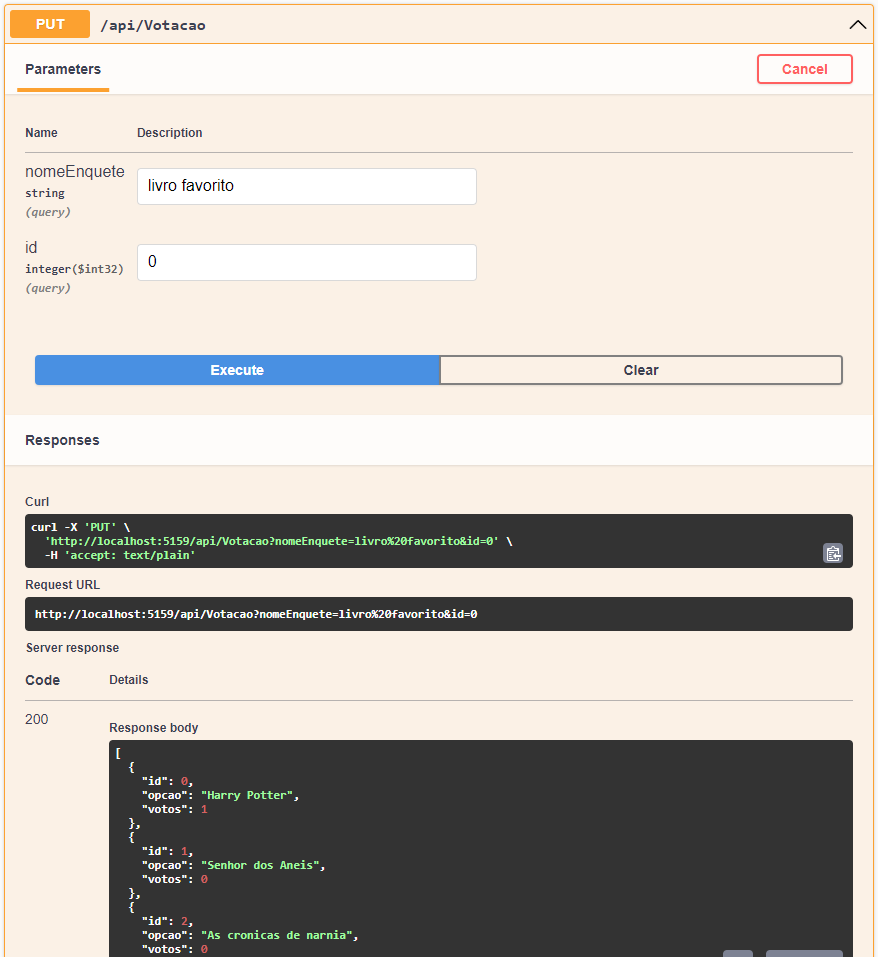 PUT /api/Votacao
Parameters
Cancel
Name Description
nomeEnquete
string
(query)
livro favorito
id
integer($int32)
(query)
0
Execute Clear
Responses
Curl
curl -X 'PUT' \
'http://localhost:5159/api/Votacao?nomeEnquete=livro%20favorito&id=0' \
-H 'accept: text/plain'
Request URL
http://localhost:5159/api/Votacao?nomeEnquete=livro%20favorito&id=0
Server response
Code Details
200
Response body
[
{
"id": 0,
"opcao": "Harry Potter",
"votos": 1
},
{
"id": 1,
"opcao": "Senhor dos Aneis",
"votos": 0
},
{
"id": 2,
"opcao": "As cronicas de narnia",
"votos": 0